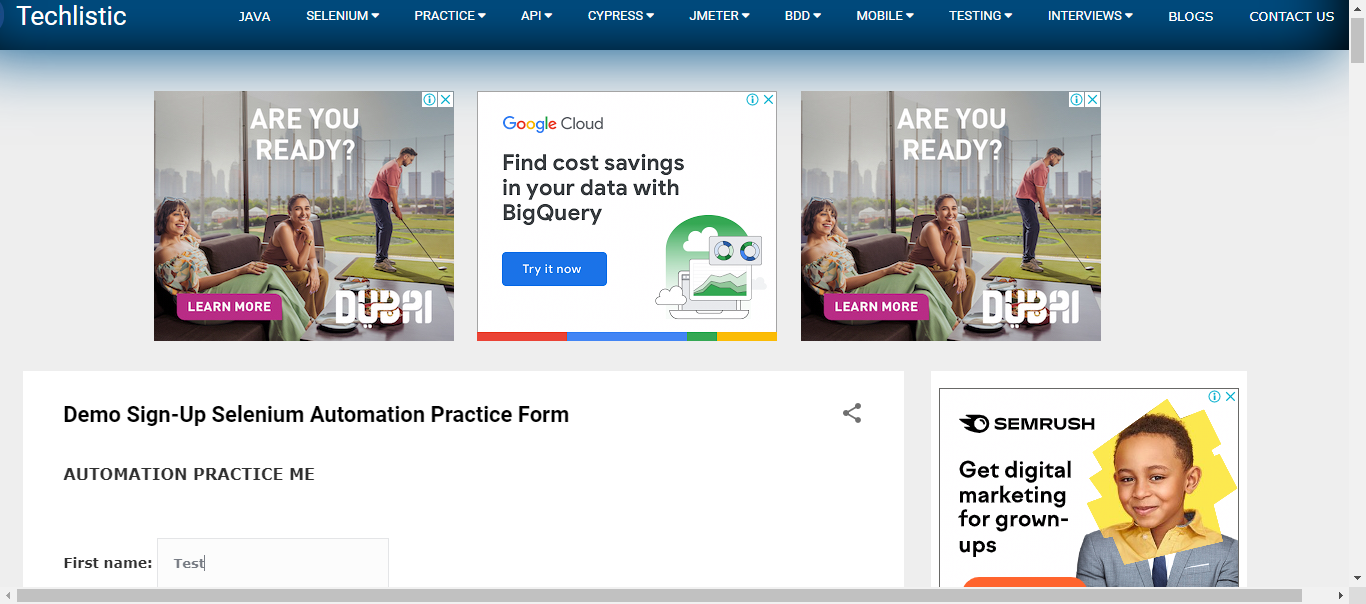 Techlistic
JAVA
SELENIUM
PRACTICE
API
CYPRESS
JMETER
BDD
MOBILE
TESTING
INTERVIEWS
BLOGS
CONTACT US
ARE YOU
READY?
LEARN MORE
DUBAI
Google Cloud
Find cost savings
in your data with
BigQuery
Try it now
ARE YOU
READY?
LEARN MORE
DUBAI
Demo Sign-Up Selenium Automation Practice Form
AUTOMATION PRACTICE ME
First name:
Test
SEMRUSH
Get digital
marketing
for grown-
ups